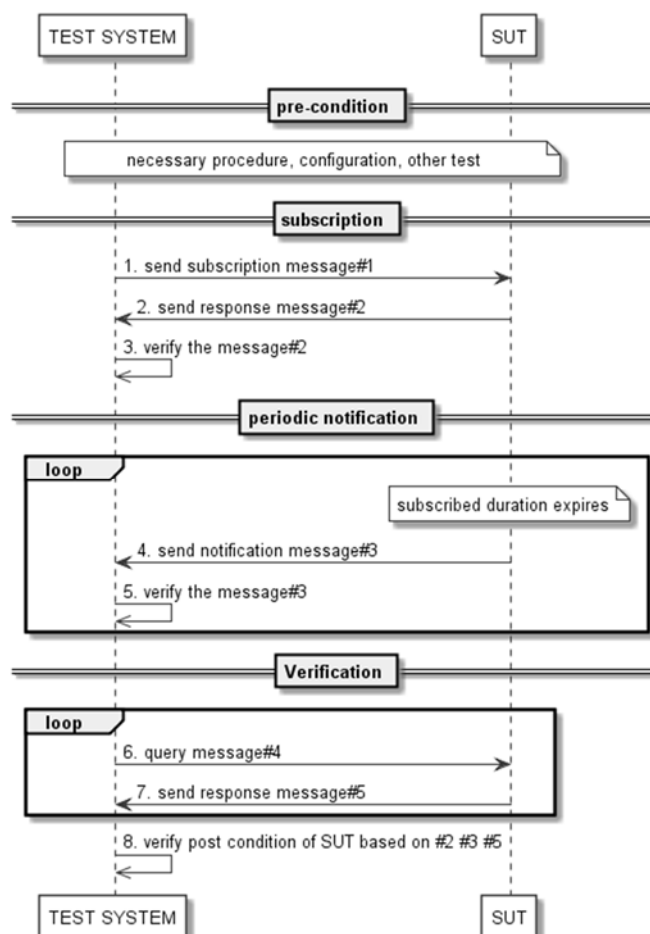 TEST SYSTEM
SUT
pre-condition
necessary procedure, configuration, other test
subscription
1. send subscription message#1
2. send response message#2
3. verify the message#2
periodic notification
loop
subscribed duration expires
4. send notification message#3
5. verify the message#3
Verification
loop
6. query message#4
7. send response message#5
8. verify post condition of SUT based on #2 #3 #5
TEST SYSTEM
SUT